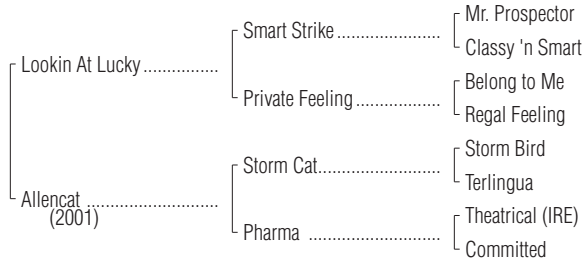 Mr. Prospector
Smart Strike ....................
Classy 'n Smart
Lookin At Lucky ...............
Belong to Me
Private Feeling ................
Regal Feeling
Storm Bird
Storm Cat.......................
Terlingua
Allencat ..........................
(2001)
Theatrical (IRE)
Pharma .........................
Committed